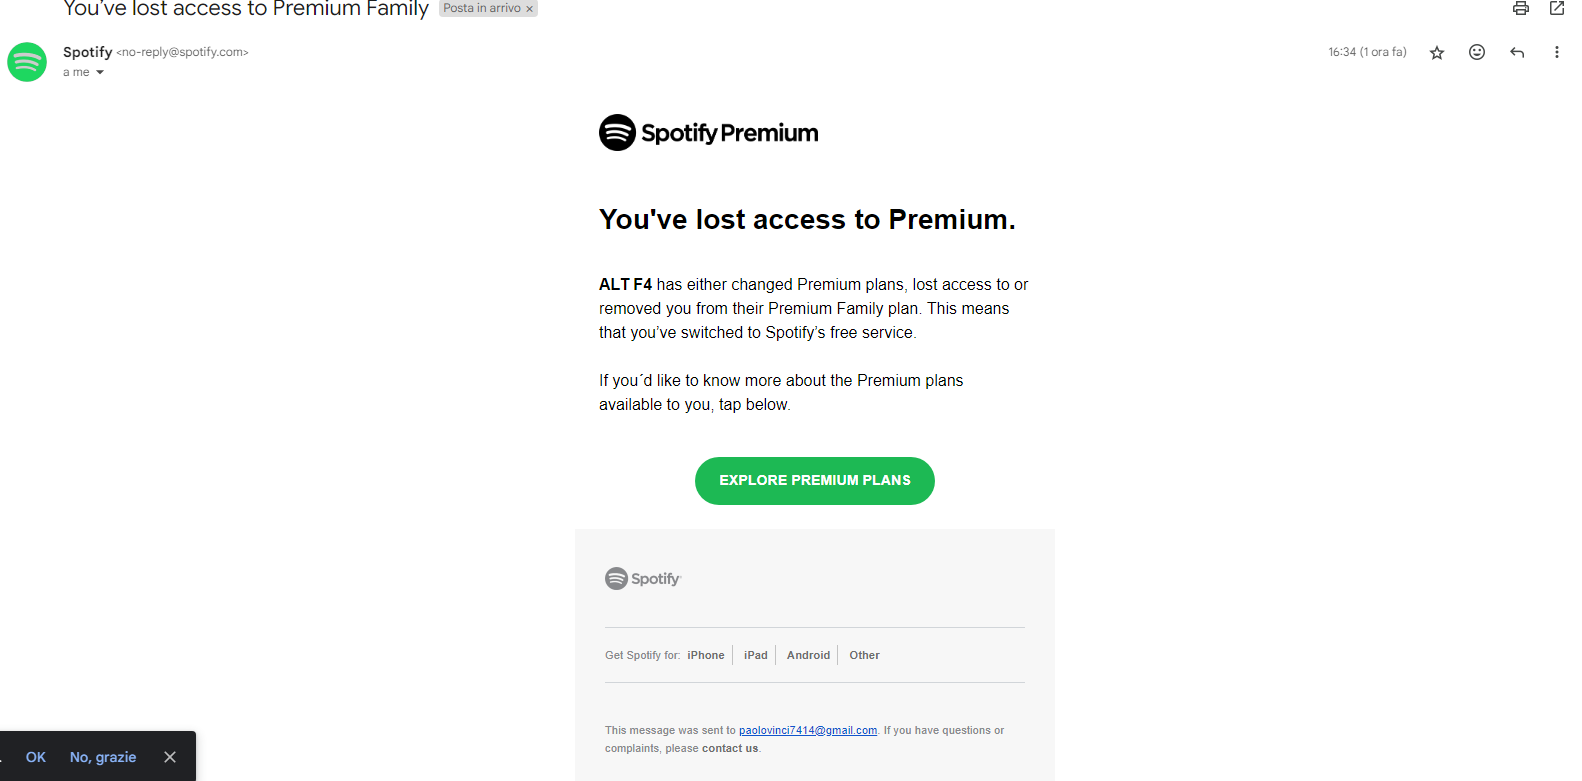 You’ve lost access to Premium Family Posta in arrivo ×
Spotify <no-reply@spotify.com> 16:34 (1 ora fa)
a me
Spotify Premium
You've lost access to Premium.
ALT F4 has either changed Premium plans, lost access to or
removed you from their Premium Family plan. This means
that you’ve switched to Spotify’s free service.
If you´d like to know more about the Premium plans
available to you, tap below.
EXPLORE PREMIUM PLANS
Spotify
Get Spotify for: iPhone iPad Android Other
This message was sent to paolovinci7414@gmail.com. If you have questions or
complaints, please contact us.
. OK No, grazie